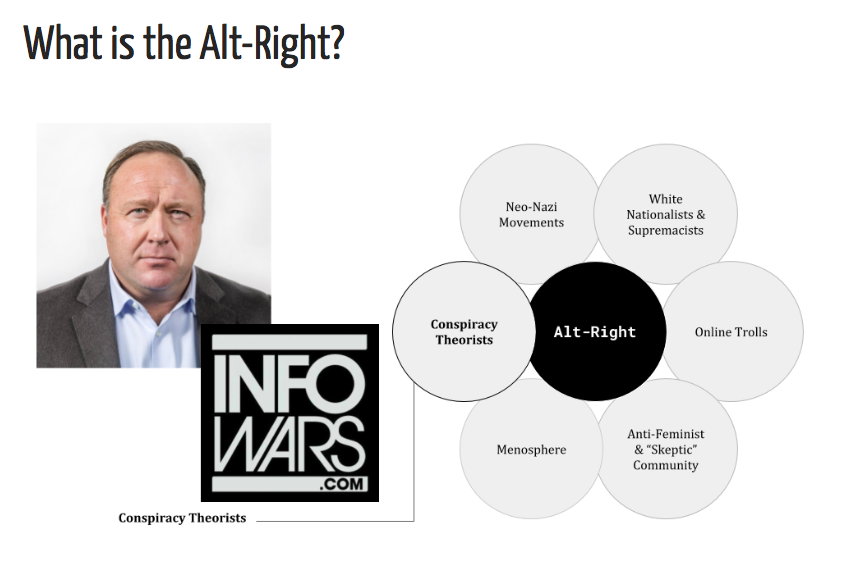 What is the Alt-Right?
INFO
WARS
.COM
Conspiracy Theorists
Neo-Nazi
Movements
White
Nationalists &
Supremacists
Conspiracy
Theorists
Alt-Right
Online Trolls
Menosphere
Anti-Feminist
& “Skeptic”
Community